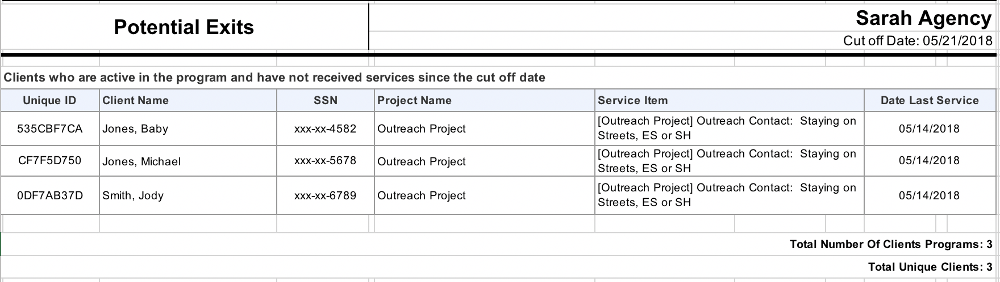 Potential Exits
Sarah Agency
Cut off Date: 05/21/2018
Clients who are active in the program and have not received services since the cut off date
Unique ID Client Name SSN Project Name Service Item Date Last Service
535CBF7CA Jones, Baby xxx-xx-4582 Outreach Project [Outreach Project] Outreach Contact:  Staying on
Streets, ES or SH 05/14/2018
CF7F5D750 Jones, Michael xxx-xx-5678 Outreach Project [Outreach Project] Outreach Contact:  Staying on
Streets, ES or SH 05/14/2018
0DF7AB37D Smith, Jody xxx-xx-6789 Outreach Project [Outreach Project] Outreach Contact:  Staying on
Streets, ES or SH 05/14/2018
Total Number Of Clients Programs: 3
Total Unique Clients: 3